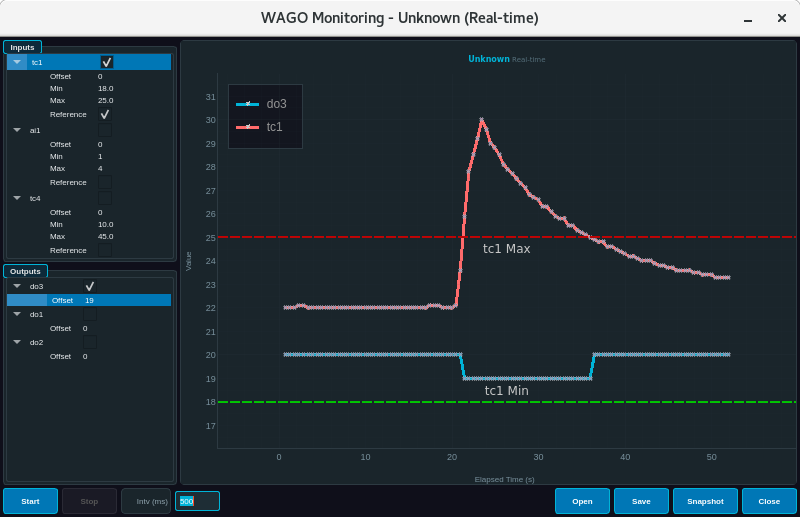 WAGO Monitoring - Unknown (Real-time)
Inputs
tc1
Offset 0
Min 18.0
Max 25.0
Reference
ai1
Offset 0
Min 1
Max 4
Reference
tc4
Offset 0
Min 10.0
Max 45.0
Reference
Outputs
do3
Offset 19
do1
Offset 0
do2
Offset 0
Unknown Real-time
do3
tc1
31
30
29
28
27
26
25
24
23
22
21
20
19
18
17
Value
tc1 Max
tc1 Min
0 10 20 30 40 50
Elapsed Time (s)
Start Stop Intv (ms) 500 Open Save Snapshot Close